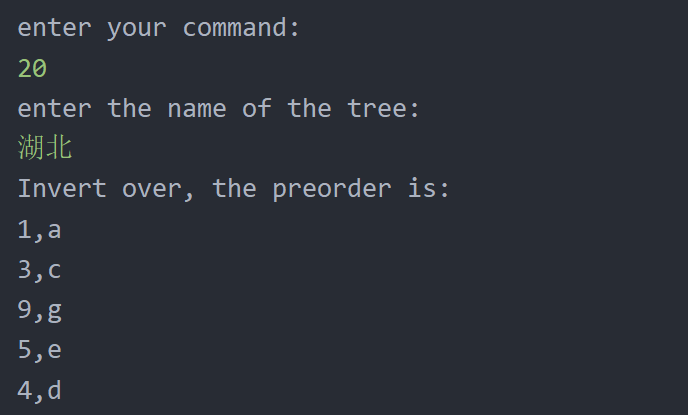 enter your command:
20
enter the name of the tree:
湖北
Invert over, the preorder is:
1,a
3,c
9,g
5,e
4,d